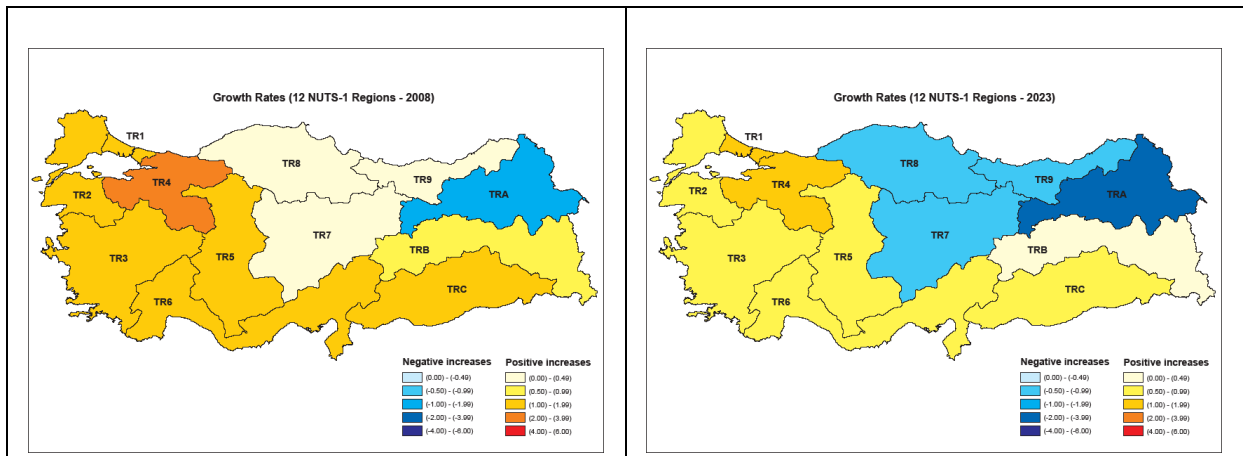 Growth Rates (12 NUTS-1 Regions - 2008)
TR1
TR8
TR9
TR4
TRA
TR2
TR7
TRB
TR3
TR5
TRC
TR6
Negative increases Positive increases
(0.00) - (-0.49) (0.00) - (0.49)
(-0.50) - (-0.99) (0.50) - (0.99)
(-1.00) - (-1.99) (1.00) - (1.99)
(-2.00) - (-3.99) (2.00) - (3.99)
(-4.00) - (-6.00) (4.00) - (6.00)
Growth Rates (12 NUTS-1 Regions - 2023)
TR1
TR8
TR9
TR4
TRA
TR2
TR7
TRB
TR3
TR5
TRC
TR6
Negative increases Positive increases
(0.00) - (-0.49) (0.00) - (0.49)
(-0.50) - (-0.99) (0.50) - (0.99)
(-1.00) - (-1.99) (1.00) - (1.99)
(-2.00) - (-3.99) (2.00) - (3.99)
(-4.00) - (-6.00) (4.00) - (6.00)